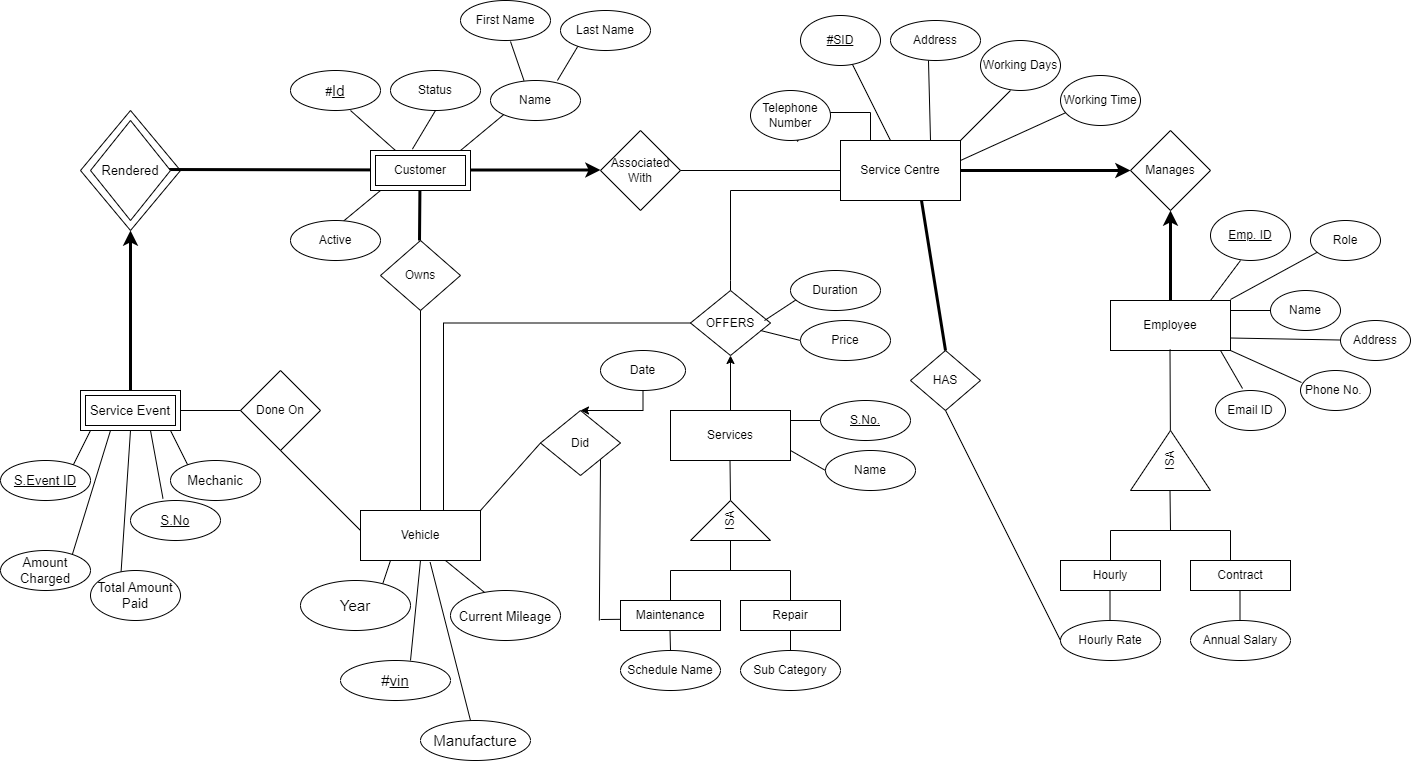 First Name
Last Name
#SID
Address
Working Days
#Id
Status
Name
Telephone
Number
Working Time
Rendered
Customer
Associated
With
Service Centre
Manages
Active
Emp. ID
Role
Owns
Duration
OFFERS
Price
Name
Employee
Address
Date
HAS
Phone No.
Email ID
Service Event
Done On
Did
Services
S.No.
Name
ISA
S.Event ID
Mechanic
S.No
ISA
Vehicle
Amount
Charged
Total Amount
Paid
Year
Current Mileage
Maintenance
Repair
Hourly
Contract
Hourly Rate
Annual Salary
Schedule Name
Sub Category
#vin
Manufacture